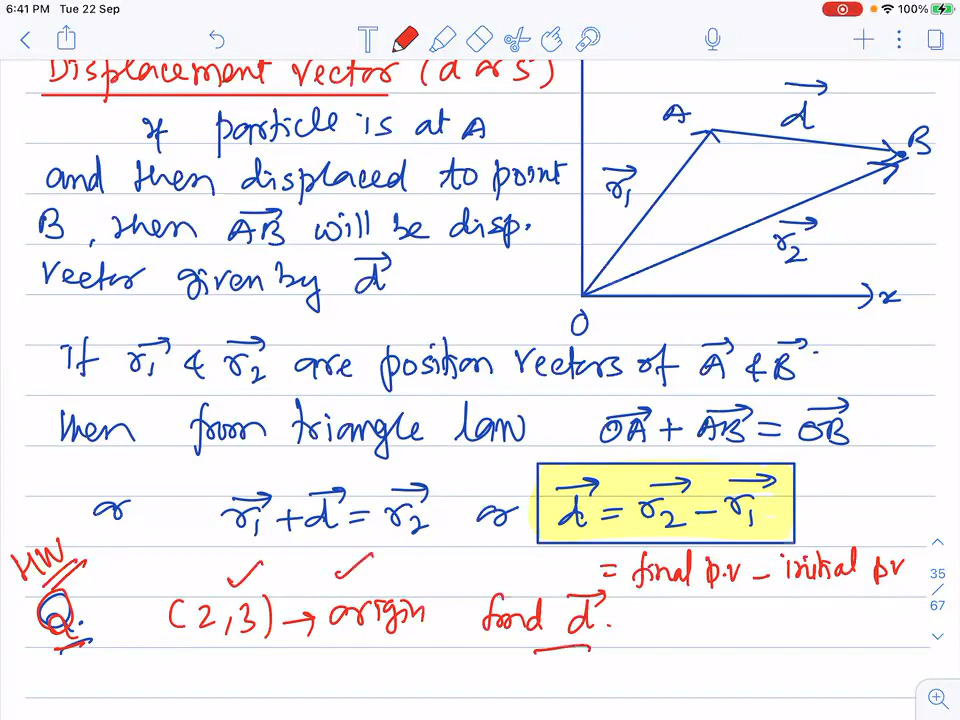 6:41 PM Tue 22 Sep
100%
Displacement Vector (d or s)
If particle is at A
and then displaced to point
B, then AB will be disp.
vector given by d
A
d
B
r1
r2
x
O
If r1 & r2 are position vectors of A & B
then from triangle law OA + AB = OB
or r1 + d = r2 or d = r2 - r1
= final p.v - initial pv
HW
Q. (2,3) → origin find d.
35
/
67